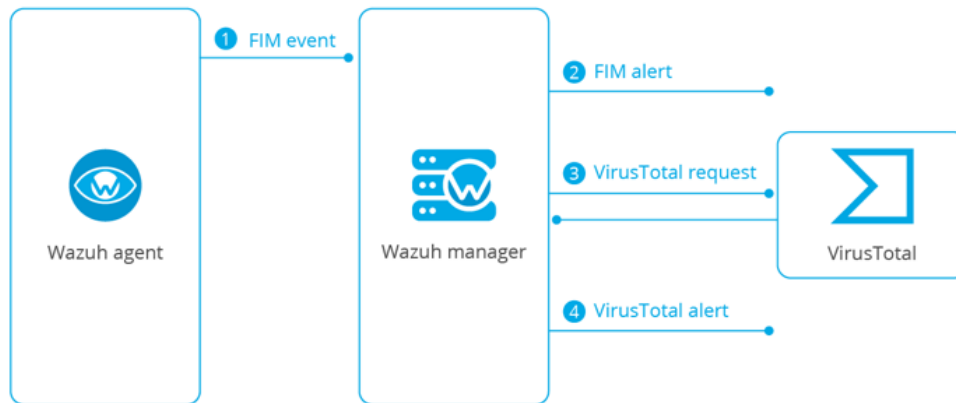 1 FIM event
2 FIM alert
3 VirusTotal request
Wazuh agent
Wazuh manager
VirusTotal
4 VirusTotal alert